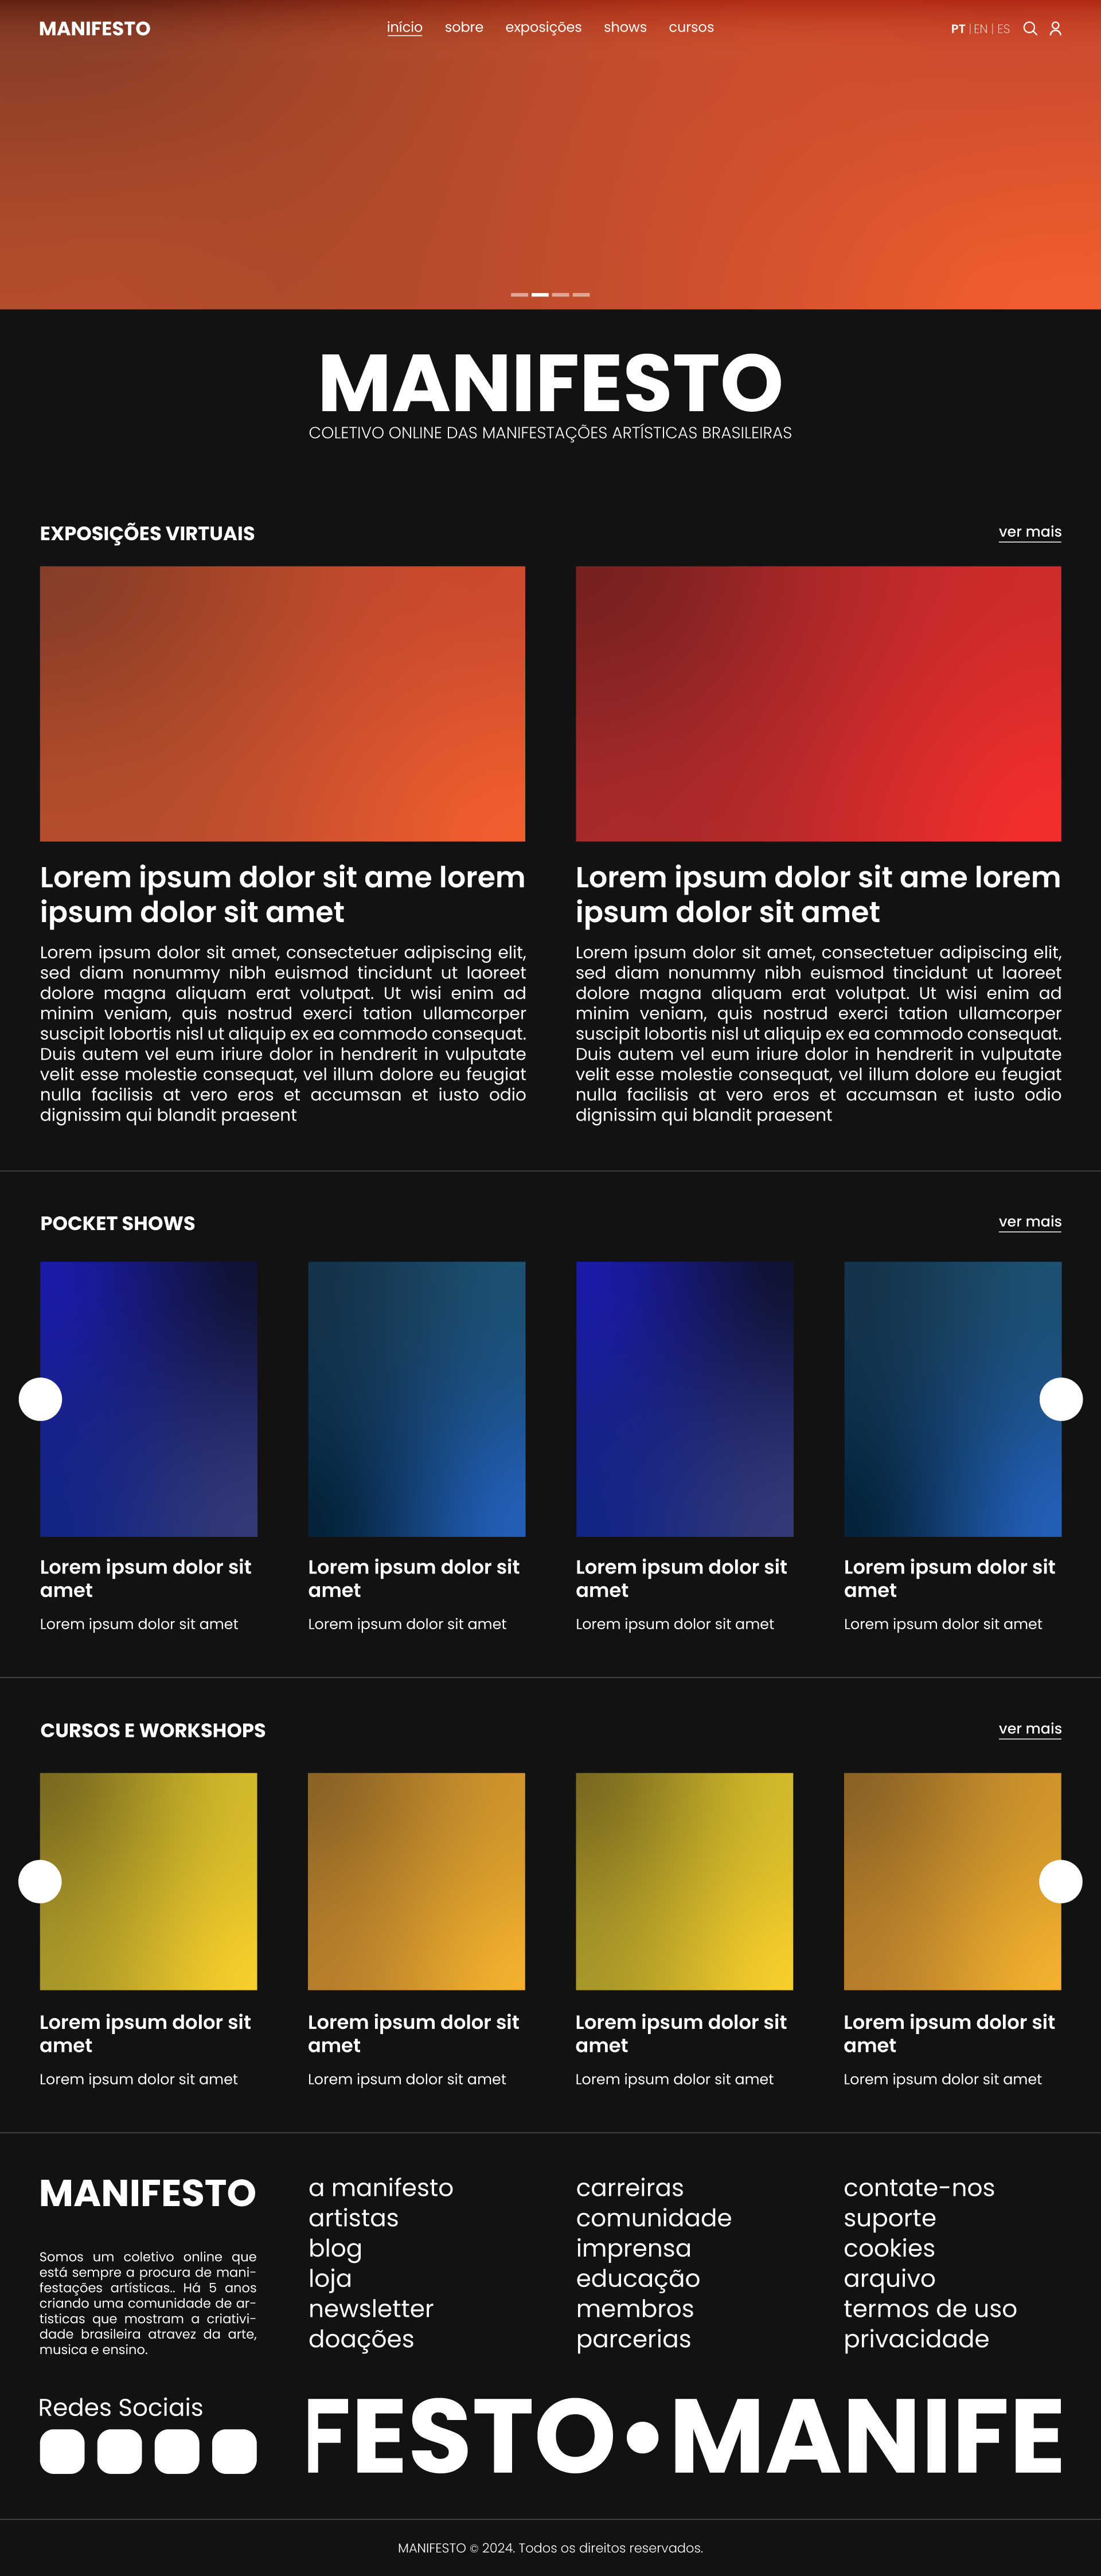 MANIFESTO
início sobre exposições shows cursos
PT | EN | ES
MANIFESTO
COLETIVO ONLINE DAS MANIFESTAÇÕES ARTÍSTICAS BRASILEIRAS
EXPOSIÇÕES VIRTUAIS
ver mais
Lorem ipsum dolor sit ame lorem
ipsum dolor sit amet
Lorem ipsum dolor sit amet, consectetuer adipiscing elit,
sed diam nonummy nibh euismod tincidunt ut laoreet
dolore magna aliquam erat volutpat. Ut wisi enim ad
minim veniam, quis nostrud exerci tation ullamcorper
suscipit lobortis nisl ut aliquip ex ea commodo consequat.
Duis autem vel eum iriure dolor in hendrerit in vulputate
velit esse molestie consequat, vel illum dolore eu feugiat
nulla facilisis at vero eros et accumsan et iusto odio
dignissim qui blandit praesent
Lorem ipsum dolor sit ame lorem
ipsum dolor sit amet
Lorem ipsum dolor sit amet, consectetuer adipiscing elit,
sed diam nonummy nibh euismod tincidunt ut laoreet
dolore magna aliquam erat volutpat. Ut wisi enim ad
minim veniam, quis nostrud exerci tation ullamcorper
suscipit lobortis nisl ut aliquip ex ea commodo consequat.
Duis autem vel eum iriure dolor in hendrerit in vulputate
velit esse molestie consequat, vel illum dolore eu feugiat
nulla facilisis at vero eros et accumsan et iusto odio
dignissim qui blandit praesent
POCKET SHOWS
ver mais
Lorem ipsum dolor sit
amet
Lorem ipsum dolor sit amet
Lorem ipsum dolor sit
amet
Lorem ipsum dolor sit amet
Lorem ipsum dolor sit
amet
Lorem ipsum dolor sit amet
Lorem ipsum dolor sit
amet
Lorem ipsum dolor sit amet
CURSOS E WORKSHOPS
ver mais
Lorem ipsum dolor sit
amet
Lorem ipsum dolor sit amet
Lorem ipsum dolor sit
amet
Lorem ipsum dolor sit amet
Lorem ipsum dolor sit
amet
Lorem ipsum dolor sit amet
Lorem ipsum dolor sit
amet
Lorem ipsum dolor sit amet
MANIFESTO
Somos um coletivo online que
está sempre a procura de mani-
festações artísticas.. Há 5 anos
criando uma comunidade de ar-
tisticas que mostram a criativi-
dade brasileira atravez da arte,
musica e ensino.
a manifesto
artistas
blog
loja
newsletter
doações
carreiras
comunidade
imprensa
educação
membros
parcerias
contate-nos
suporte
cookies
arquivo
termos de uso
privacidade
Redes Sociais
FESTO•MANIFE
MANIFESTO © 2024. Todos os direitos reservados.